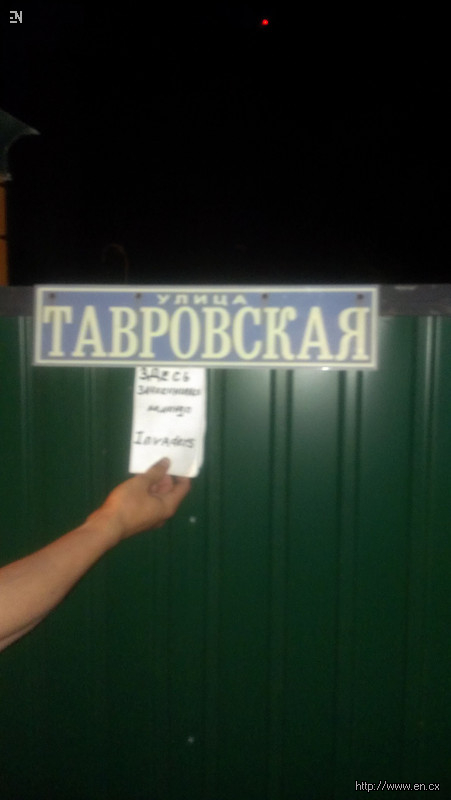 EN
УЛИЦА
ТАВРОВСКАЯ
ЗДЕСЬ
Invaders
http://www.en.cx